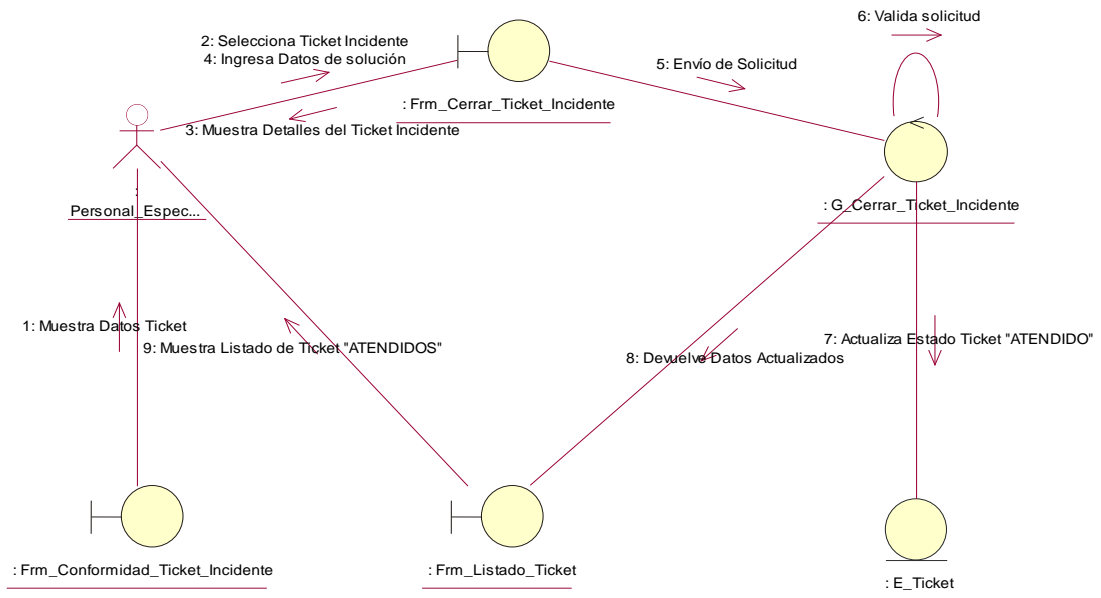 6: Valida solicitud
2: Selecciona Ticket Incidente
4: Ingresa Datos de solución
5: Envío de Solicitud
: Frm_Cerrar_Ticket_Incidente
3: Muestra Detalles del Ticket Incidente
:
Personal_Espec...
: G_Cerrar_Ticket_Incidente
1: Muestra Datos Ticket
9: Muestra Listado de Ticket "ATENDIDOS"
8: Devuelve Datos Actualizados
7: Actualiza Estado Ticket "ATENDIDO"
: Frm_Conformidad_Ticket_Incidente
: Frm_Listado_Ticket
: E_Ticket